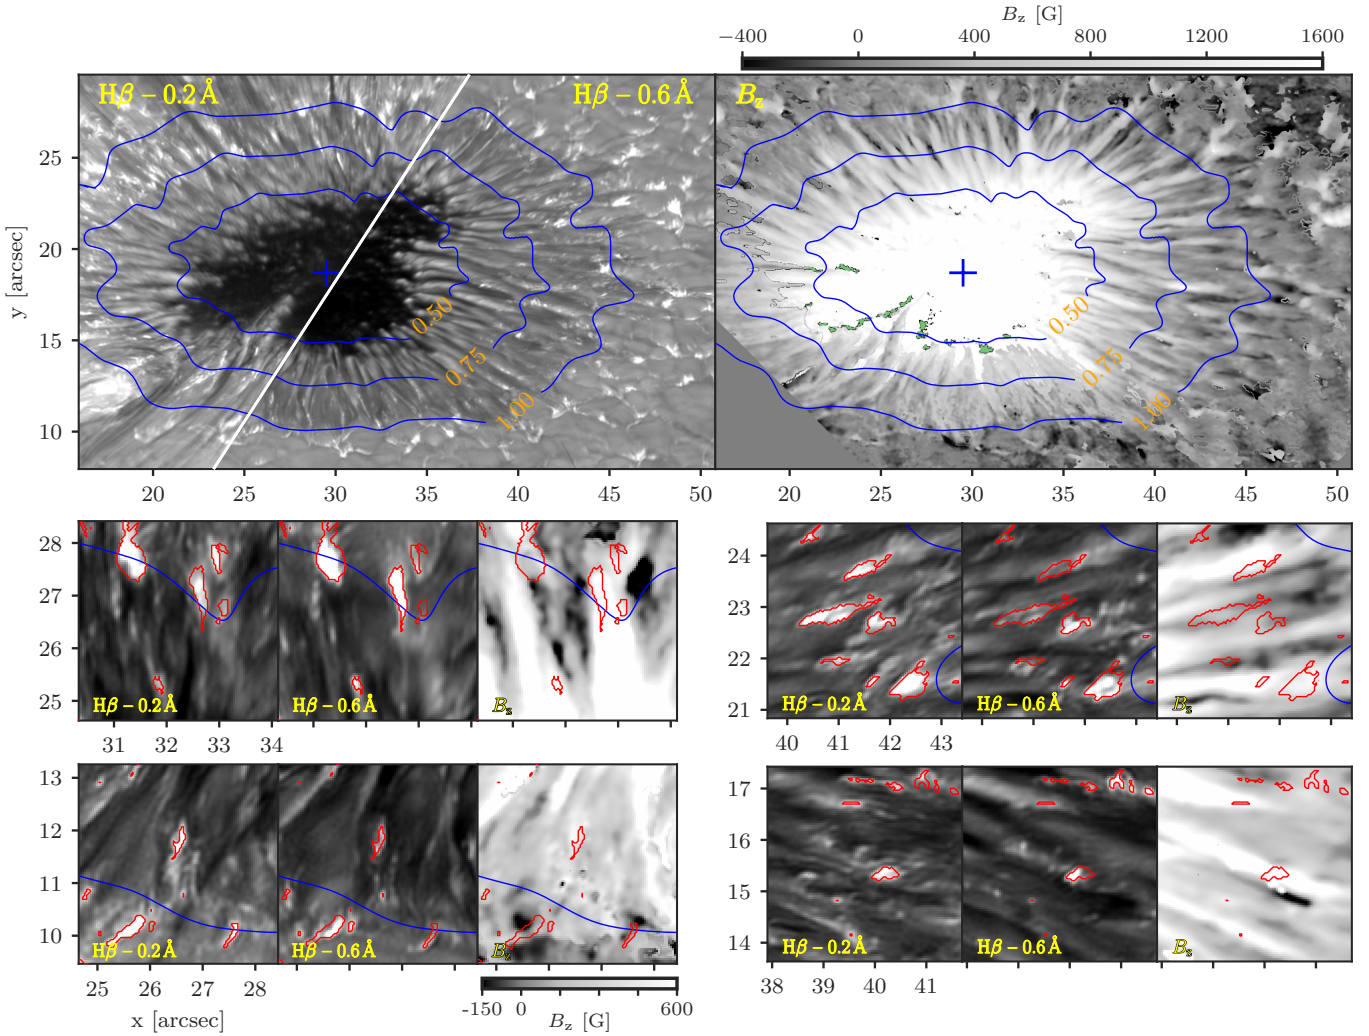 B_z [G]
−400 0 400 800 1200 1600
Hβ − 0.2 Å
Hβ − 0.6 Å
B_z
y [arcsec]
25
20
15
10
0.50
0.75
1.00
0.50
0.75
1.00
20 25 30 35 40 45 50
20 25 30 35 40 45 50
28
27
26
25
Hβ − 0.2 Å
Hβ − 0.6 Å
B_z
31 32 33 34
24
23
22
21
Hβ − 0.2 Å
Hβ − 0.6 Å
B_z
40 41 42 43
13
12
11
10
Hβ − 0.2 Å
Hβ − 0.6 Å
B_z
25 26 27 28
x [arcsec]
-150 0 600
B_z [G]
17
16
15
14
Hβ − 0.2 Å
Hβ − 0.6 Å
B_z
38 39 40 41